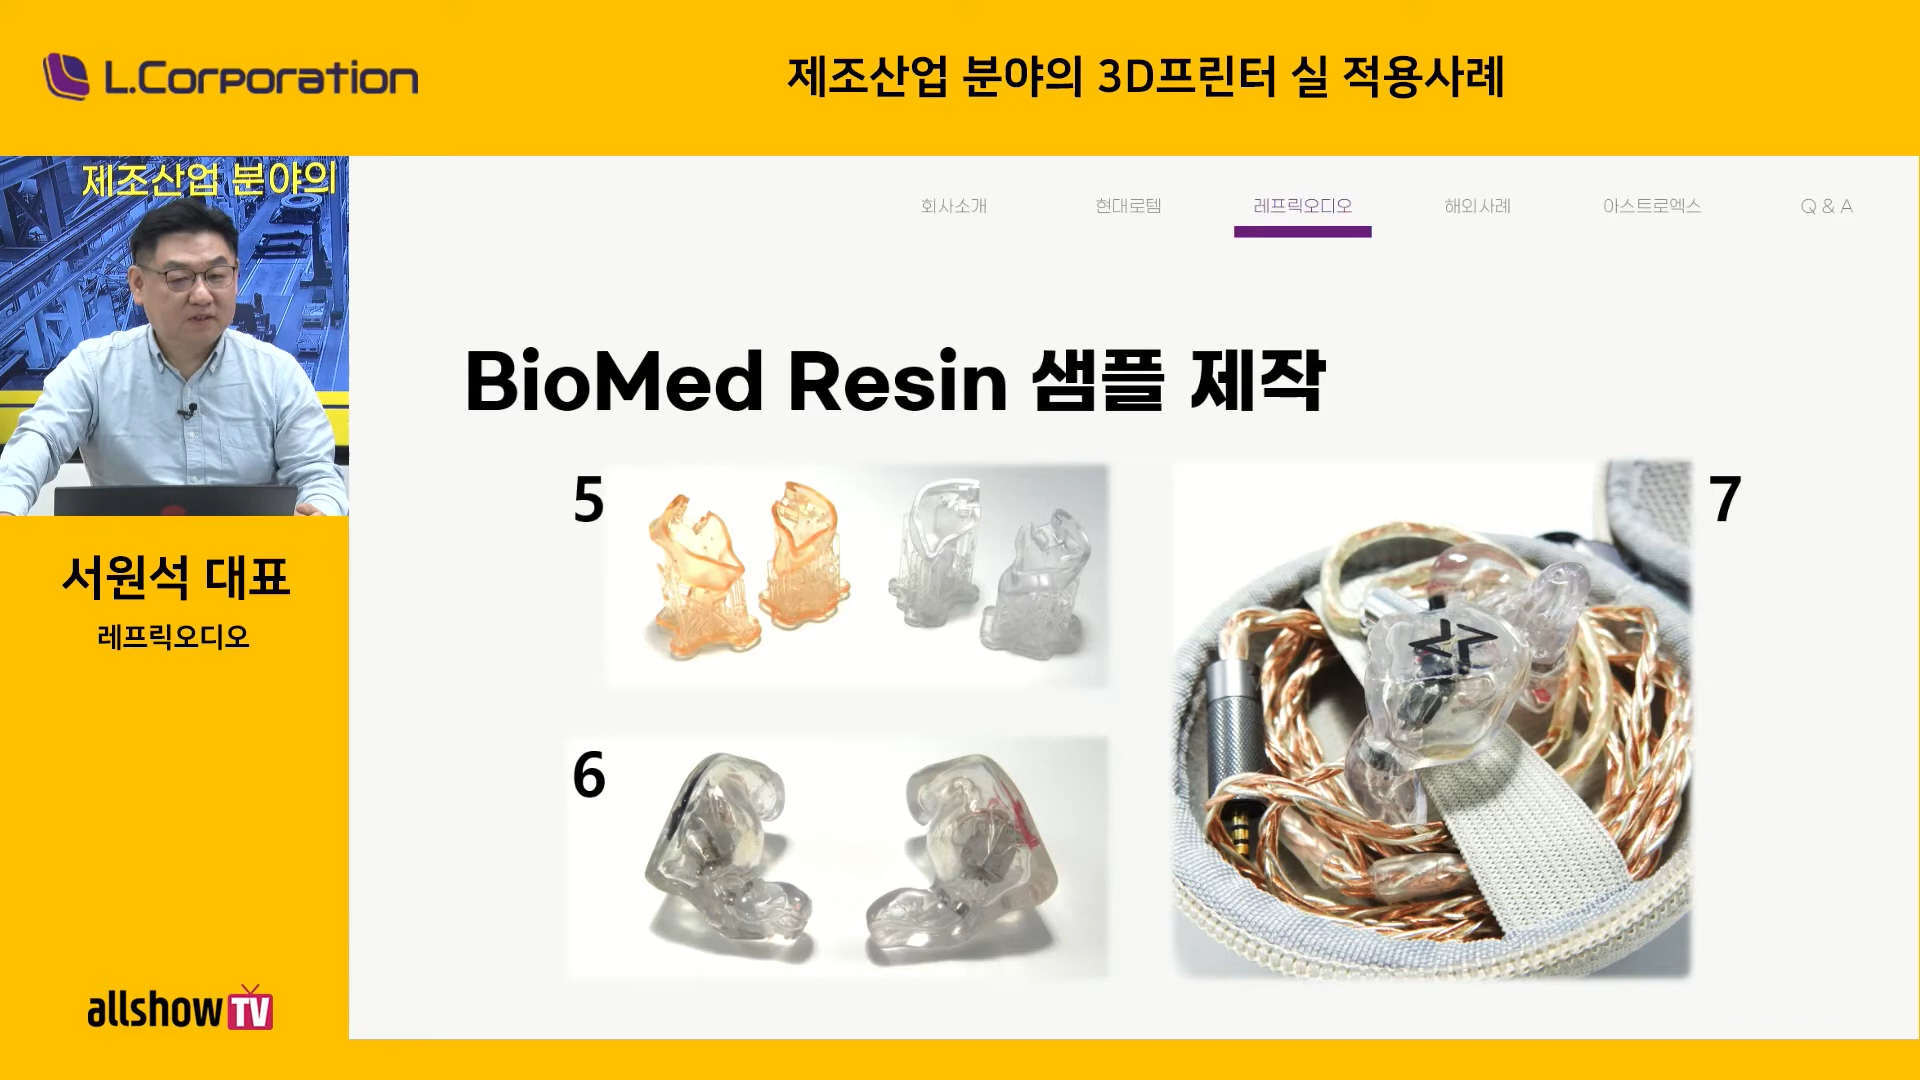 L.Corporation
제조산업 분야의 3D프린터 실 적용사례
제조산업 분야의
회사소개 현대로템 레프릭오디오 해외사례 아스트로엑스 Q & A
BioMed Resin 샘플 제작
5
7
6
서원석 대표
레프릭오디오
allshowTV